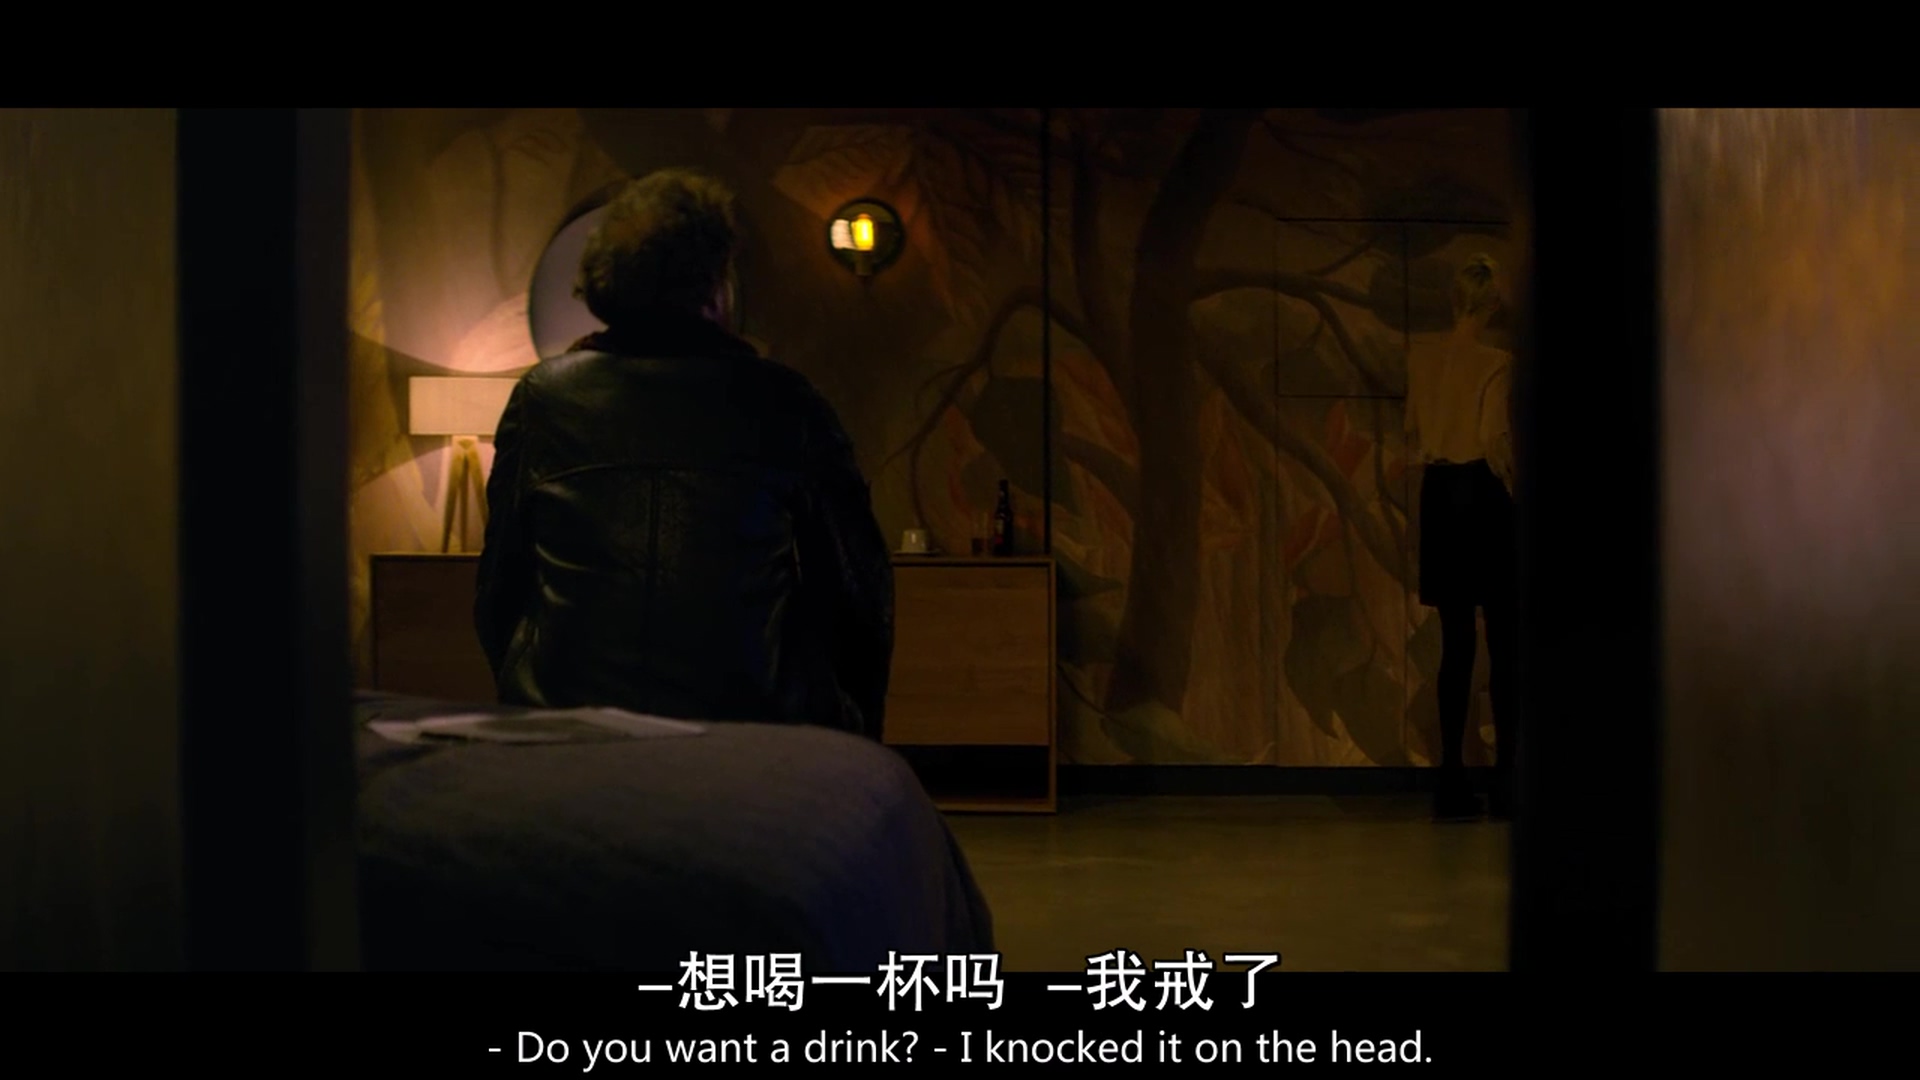 –想喝一杯吗 –我戒了
- Do you want a drink? - I knocked it on the head.